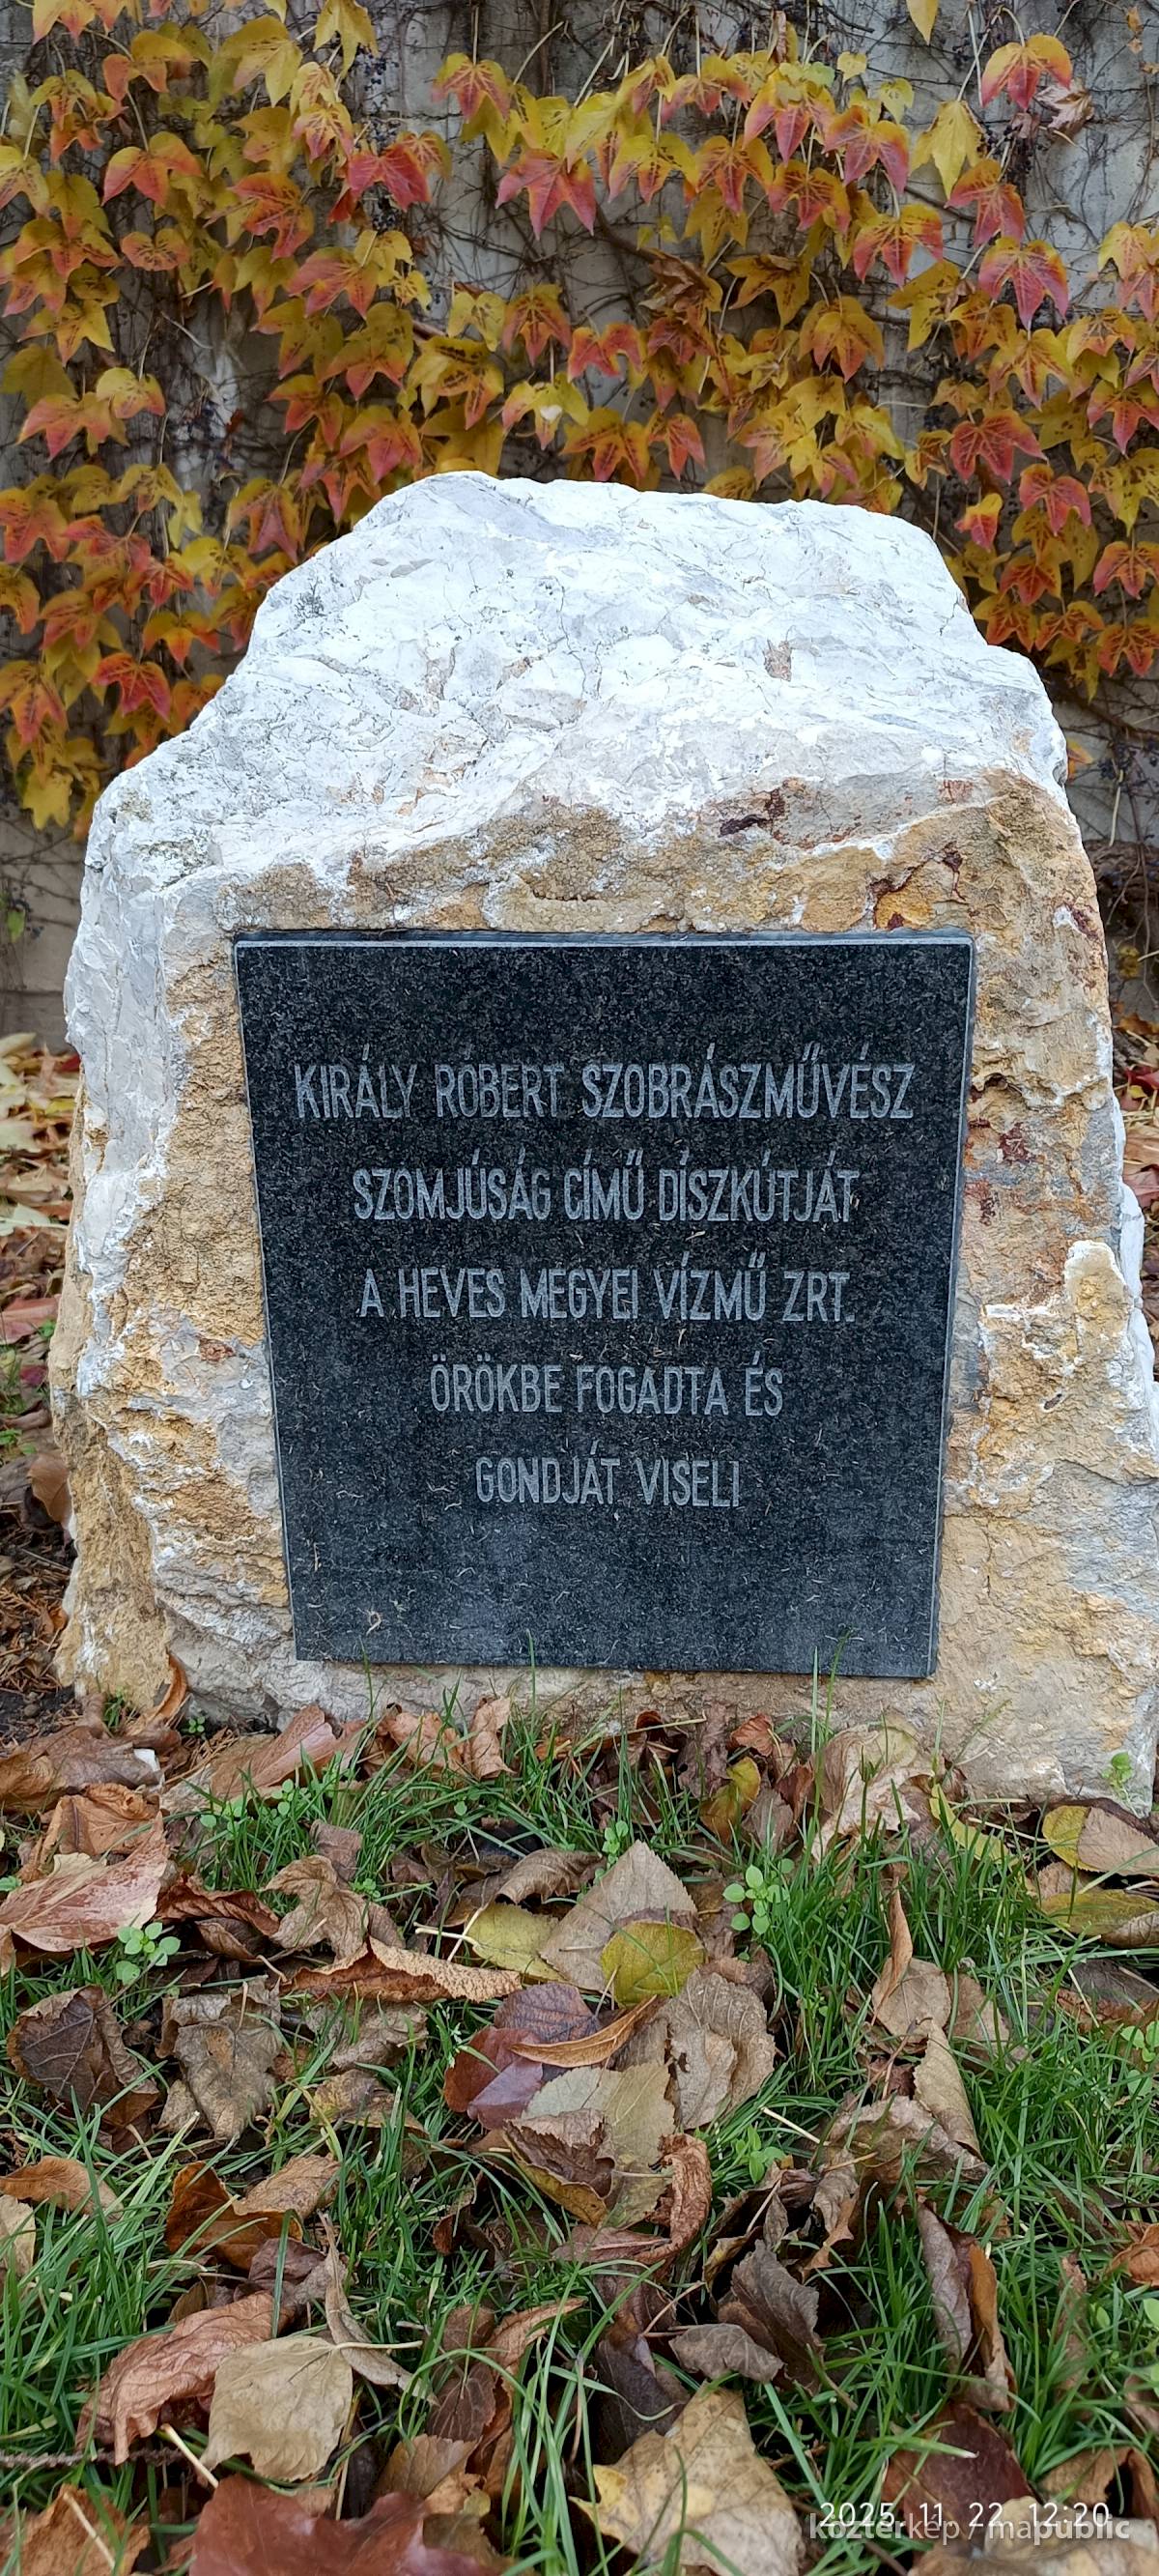 KIRÁLY RÓBERT SZOBRÁSZMŰVÉSZ
SZOMJÚSÁG CÍMŰ DÍSZKÚTJÁT
A HEVES MEGYEI VÍZMŰ ZRT.
ÖRÖKBE FOGADTA ÉS
GONDJÁT VISELI
2025. 11. 22. 12:20
köztérkép / mapublic